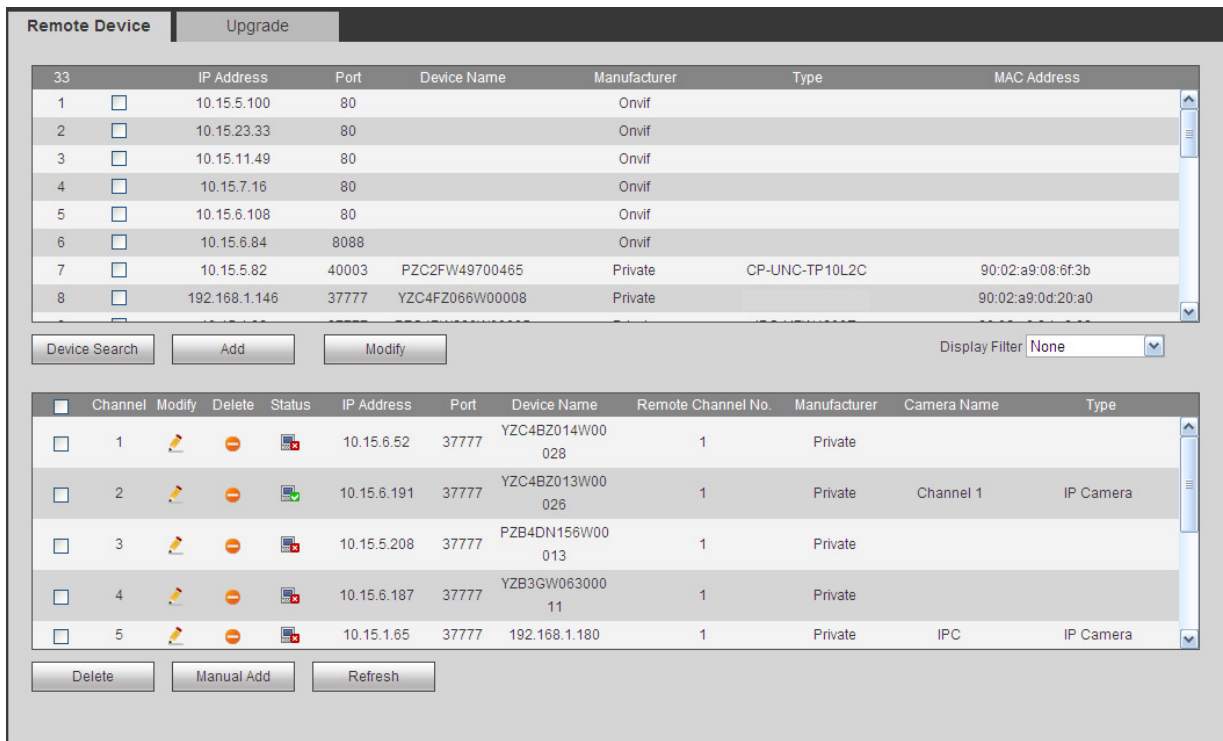 Remote Device Upgrade
33 IP Address Port Device Name Manufacturer Type MAC Address
1 10.15.5.100 80 Onvif
2 10.15.23.33 80 Onvif
3 10.15.11.49 80 Onvif
4 10.15.7.16 80 Onvif
5 10.15.6.108 80 Onvif
6 10.15.6.84 8088 Onvif
7 10.15.5.82 40003 PZC2FW49700465 Private CP-UNC-TP10L2C 90:02:a9:08:6f:3b
8 192.168.1.146 37777 YZC4FZ066W00008 Private 90:02:a9:0d:20:a0
Device Search Add Modify Display Filter None
Channel Modify Delete Status IP Address Port Device Name Remote Channel No. Manufacturer Camera Name Type
1 10.15.6.52 37777 YZC4BZ014W00 1 Private
028
2 10.15.6.191 37777 YZC4BZ013W00 1 Private Channel 1 IP Camera
026
3 10.15.5.208 37777 PZB4DN156W00 1 Private
013
4 10.15.6.187 37777 YZB3GW063000 1 Private
11
5 10.15.1.65 37777 192.168.1.180 1 Private IPC IP Camera
Delete Manual Add Refresh